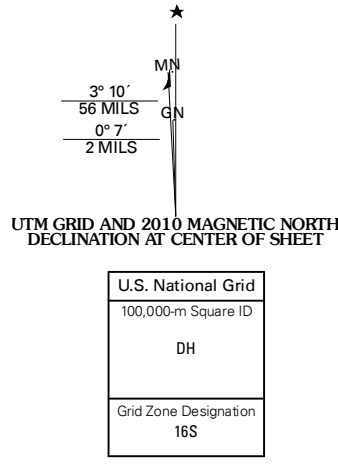 ★
MN
3° 10´
56 MILS
GN
0° 7´
2 MILS
UTM GRID AND 2010 MAGNETIC NORTH
DECLINATION AT CENTER OF SHEET
U.S. National Grid
100,000-m Square ID
DH
Grid Zone Designation
16S